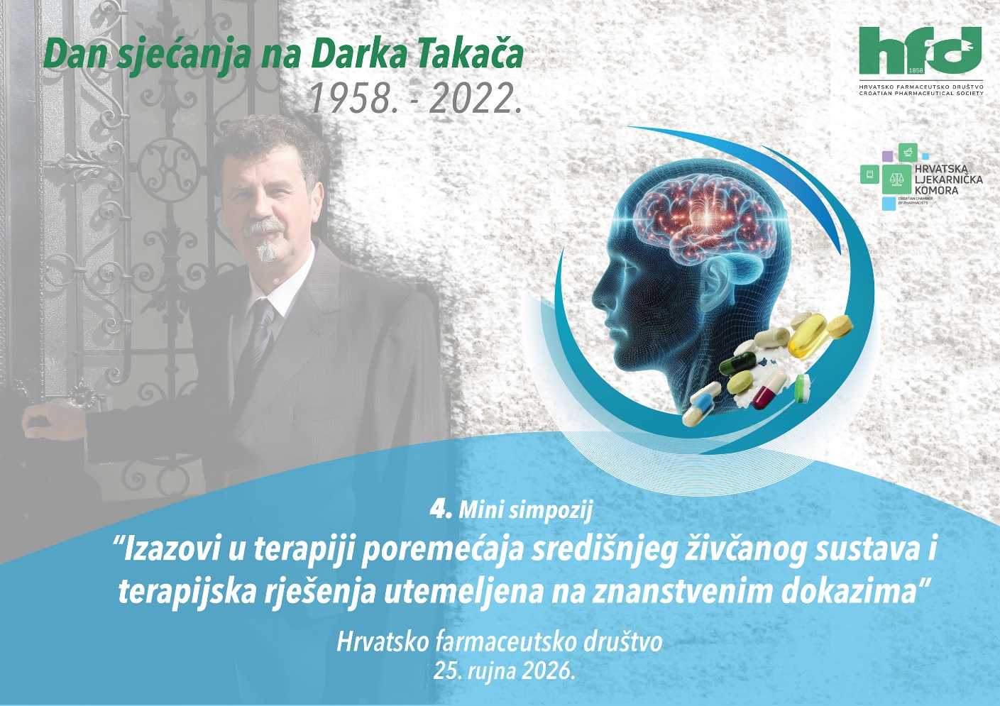 Dan sjećanja na Darka Takača
1958. - 2022.
hfd
1858
HRVATSKO FARMACEUTSKO DRUŠTVO
CROATIAN PHARMACEUTICAL SOCIETY
HRVATSKA
LJEKARNIČKA
KOMORA
CROATIAN CHAMBER
OF PHARMACISTS
4. Mini simpozij
“Izazovi u terapiji poremećaja središnjeg živčanog sustava i
terapijska rješenja utemeljena na znanstvenim dokazima”
Hrvatsko farmaceutsko društvo
25. rujna 2026.